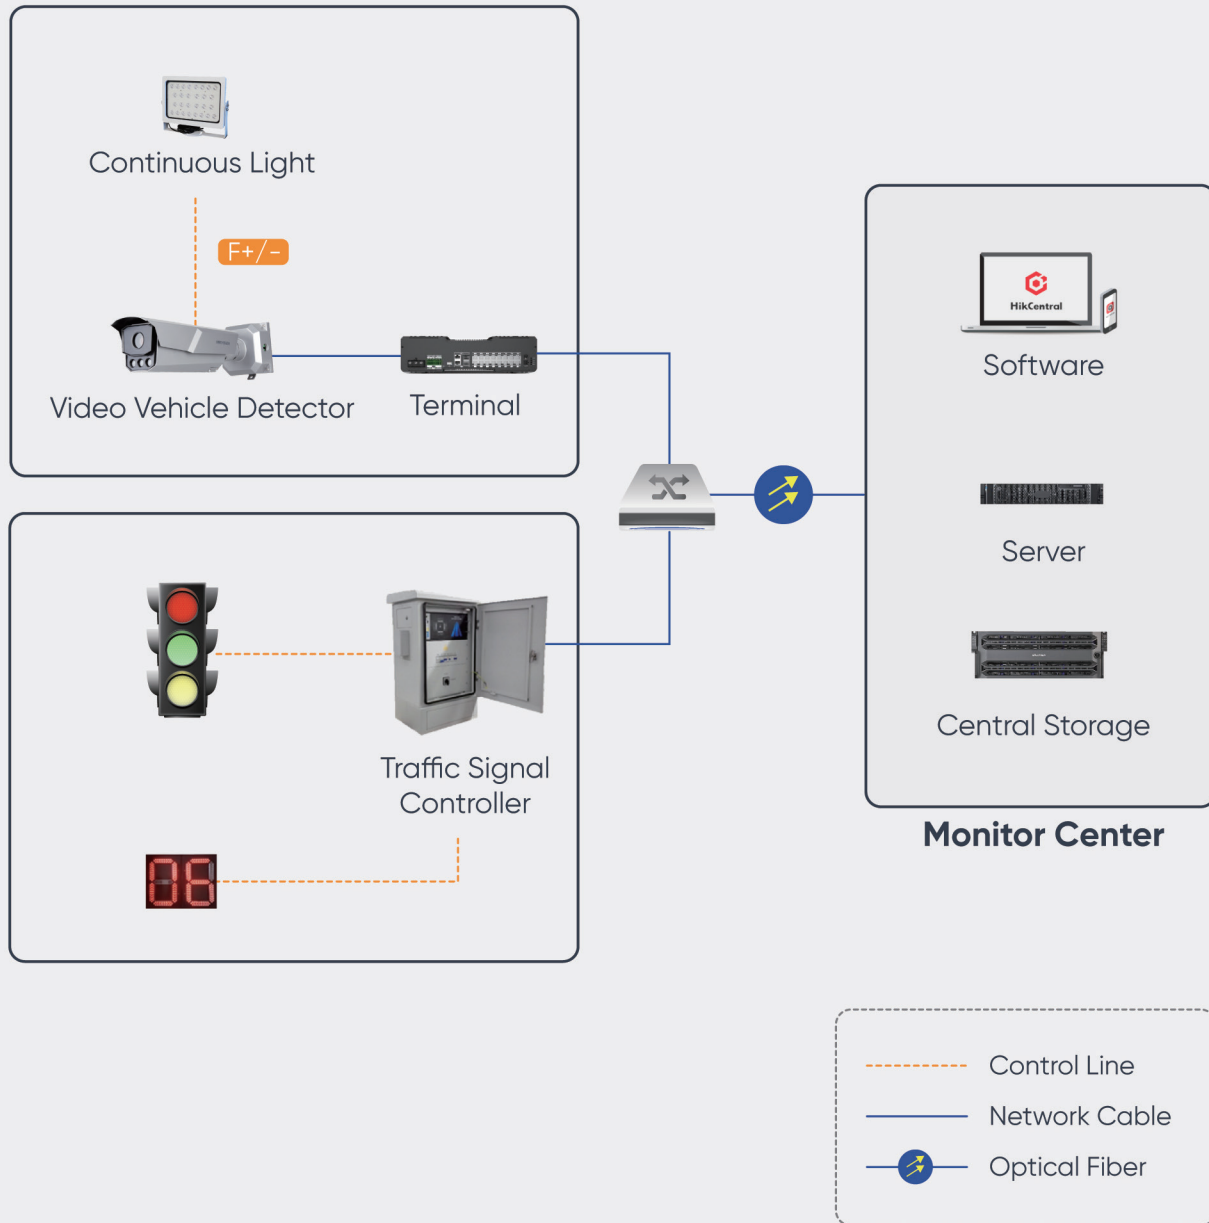 Continuous Light
F+/-
Video Vehicle Detector
Terminal
HikCentral
Software
Server
Central Storage
Monitor Center
Traffic Signal
Controller
06
Control Line
Network Cable
Optical Fiber